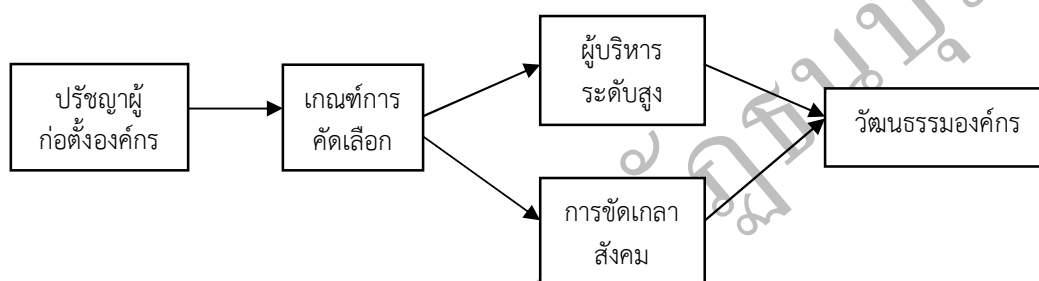 ปรัชญาผู้
ก่อตั้งองค์กร
เกณฑ์การ
คัดเลือก
ผู้บริหาร
ระดับสูง
การขัดเกลา
สังคม
วัฒนธรรมองค์กร